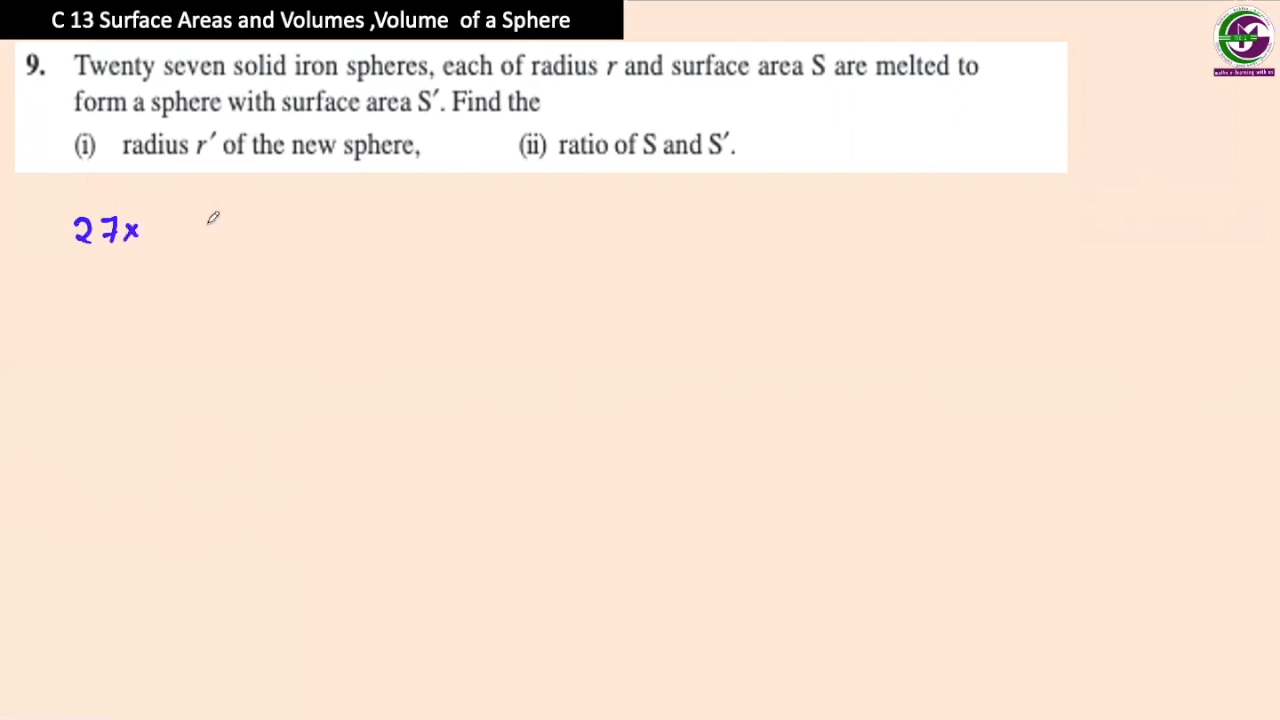 C 13 Surface Areas and Volumes ,Volume of a Sphere
9. Twenty seven solid iron spheres, each of radius r and surface area S are melted to
form a sphere with surface area S′. Find the
(i) radius r′ of the new sphere, (ii) ratio of S and S′.
27×